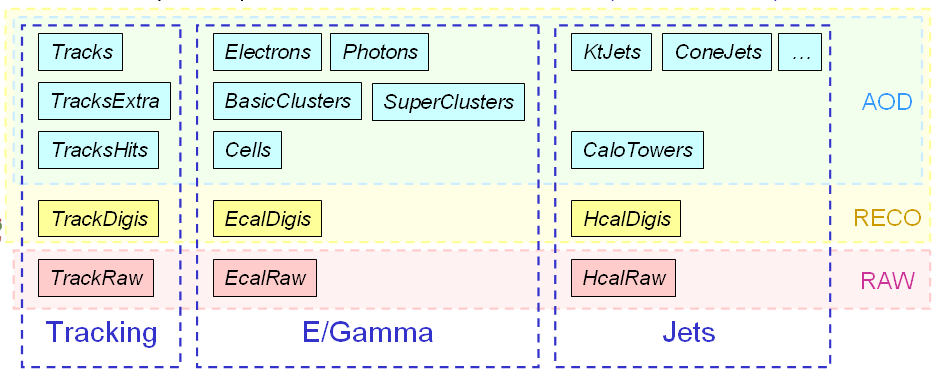 Tracks Electrons Photons KtJets ConeJets ...
TracksExtra BasicClusters SuperClusters AOD
TracksHits Cells CaloTowers
TrackDigis EcalDigis HcalDigis RECO
TrackRaw EcalRaw HcalRaw RAW
Tracking E/Gamma Jets